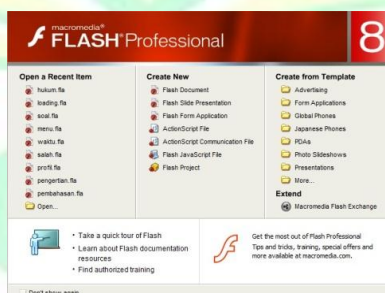 macromedia®
FLASH® Professional 8
Open a Recent Item
hukum.fla
loading.fla
soal.fla
menu.fla
waktu.fla
salah.fla
profil.fla
pengertian.fla
pembahasan.fla
Open...
Create New
Flash Document
Flash Slide Presentation
Flash Form Application
ActionScript File
ActionScript Communication File
Flash JavaScript File
Flash Project
Create from Template
Advertising
Form Applications
Global Phones
Japanese Phones
PDAs
Photo Slideshows
Presentations
More...
Extend
Macromedia Flash Exchange
• Take a quick tour of Flash
• Learn about Flash documentation
resources
• Find authorized training
Get the most out of Flash Professional
Tips and tricks, training, special offers and
more available at macromedia.com.
Don't show again